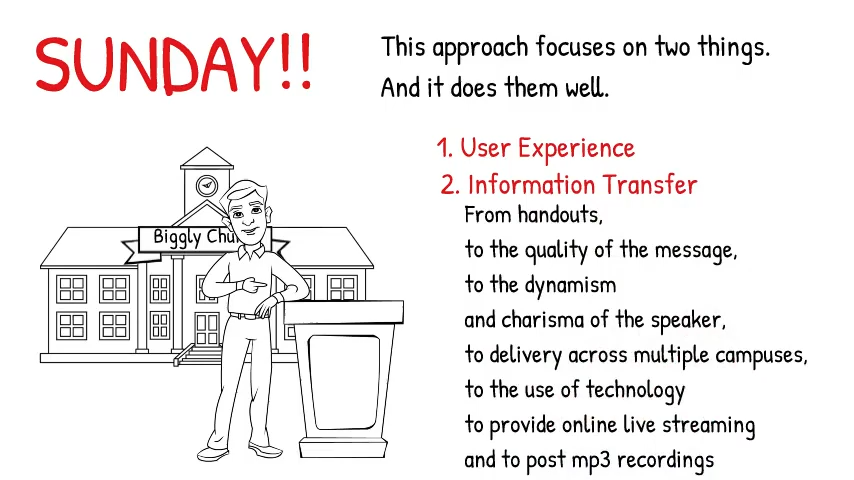 SUNDAY!!
This approach focuses on two things.
And it does them well.
1. User Experience
2. Information Transfer
From handouts,
to the quality of the message,
to the dynamism
and charisma of the speaker,
to delivery across multiple campuses,
to the use of technology
to provide online live streaming
and to post mp3 recordings
Biggly